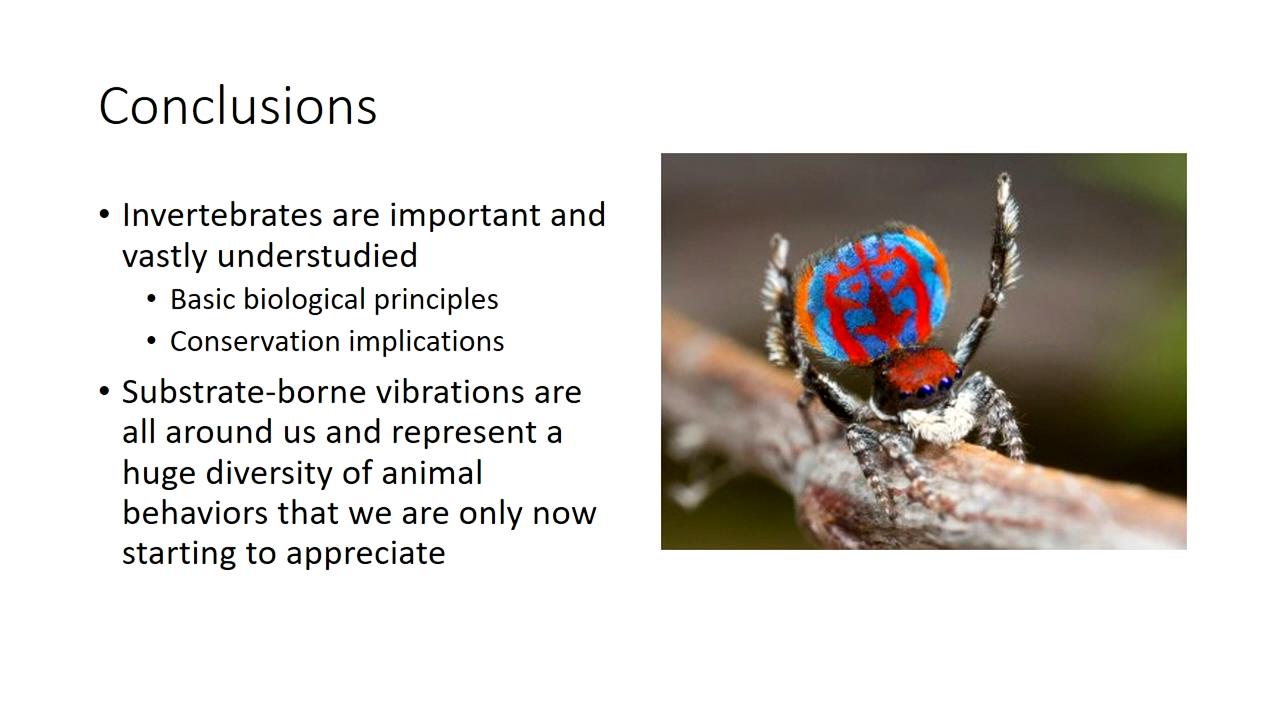 Conclusions
• Invertebrates are important and
vastly understudied
• Basic biological principles
• Conservation implications
• Substrate-borne vibrations are
all around us and represent a
huge diversity of animal
behaviors that we are only now
starting to appreciate